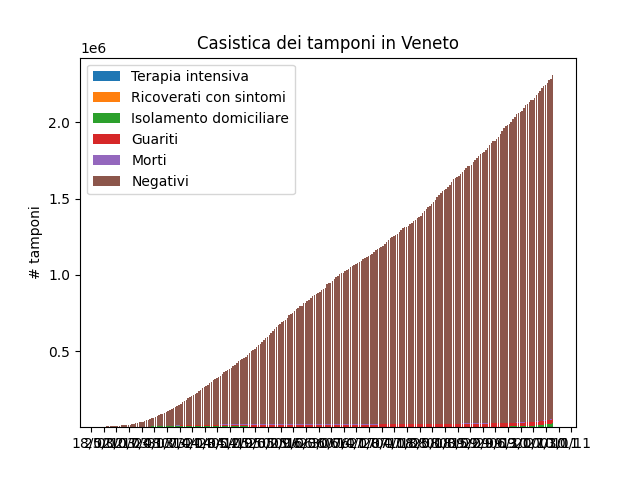 Casistica dei tamponi in Veneto
1e6
Terapia intensiva
Ricoverati con sintomi
Isolamento domiciliare
Guariti
Morti
Negativi
2.0
1.5
1.0
0.5
# tamponi